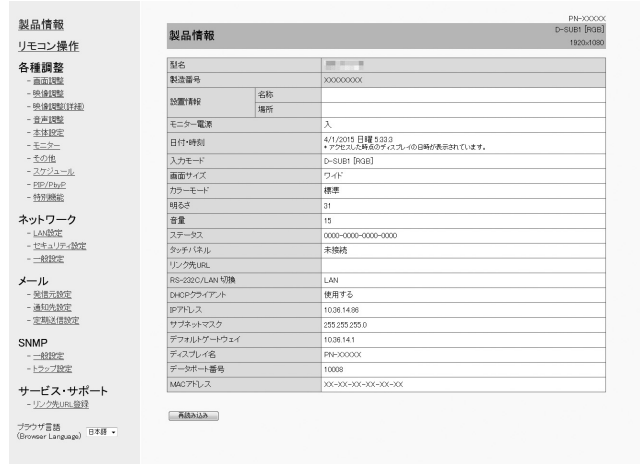 製品情報
リモコン操作
各種調整
- 画面調整
- 映像調整
- 映像調整(詳細)
- 音声調整
- 本体設定
- モニター
- その他
- スケジュール
- PIP/PbyP
- 特別機能
ネットワーク
- LAN設定
- セキュリティ設定
- 一般設定
メール
- 発信元設定
- 通知先設定
- 定期送信設定
SNMP
- 一般設定
- トラップ設定
サービス・サポート
- リンク先URL登録
ブラウザ言語
(Browser Language) 日本語
PN-XXXXX
製品情報 D-SUB1 [RGB]
1920x1080
型名
製造番号 XXXXXXXX
設置情報 名称
場所
モニター電源 入
日付・時刻 4/1/2015 日曜 5:33:3
* アクセスした時点のディスプレイの日時が表示されています。
入力モード D-SUB1 [RGB]
画面サイズ ワイド
カラーモード 標準
明るさ 31
音量 15
ステータス 0000-0000-0000-0000
タッチパネル 未接続
リンク先URL
RS-232C/LAN 切換 LAN
DHCPクライアント 使用する
IPアドレス 10.36.14.86
サブネットマスク 255.255.255.0
デフォルトゲートウェイ 10.36.14.1
ディスプレイ名 PN-XXXXX
データポート番号 10008
MACアドレス XX-XX-XX-XX-XX-XX
再読み込み